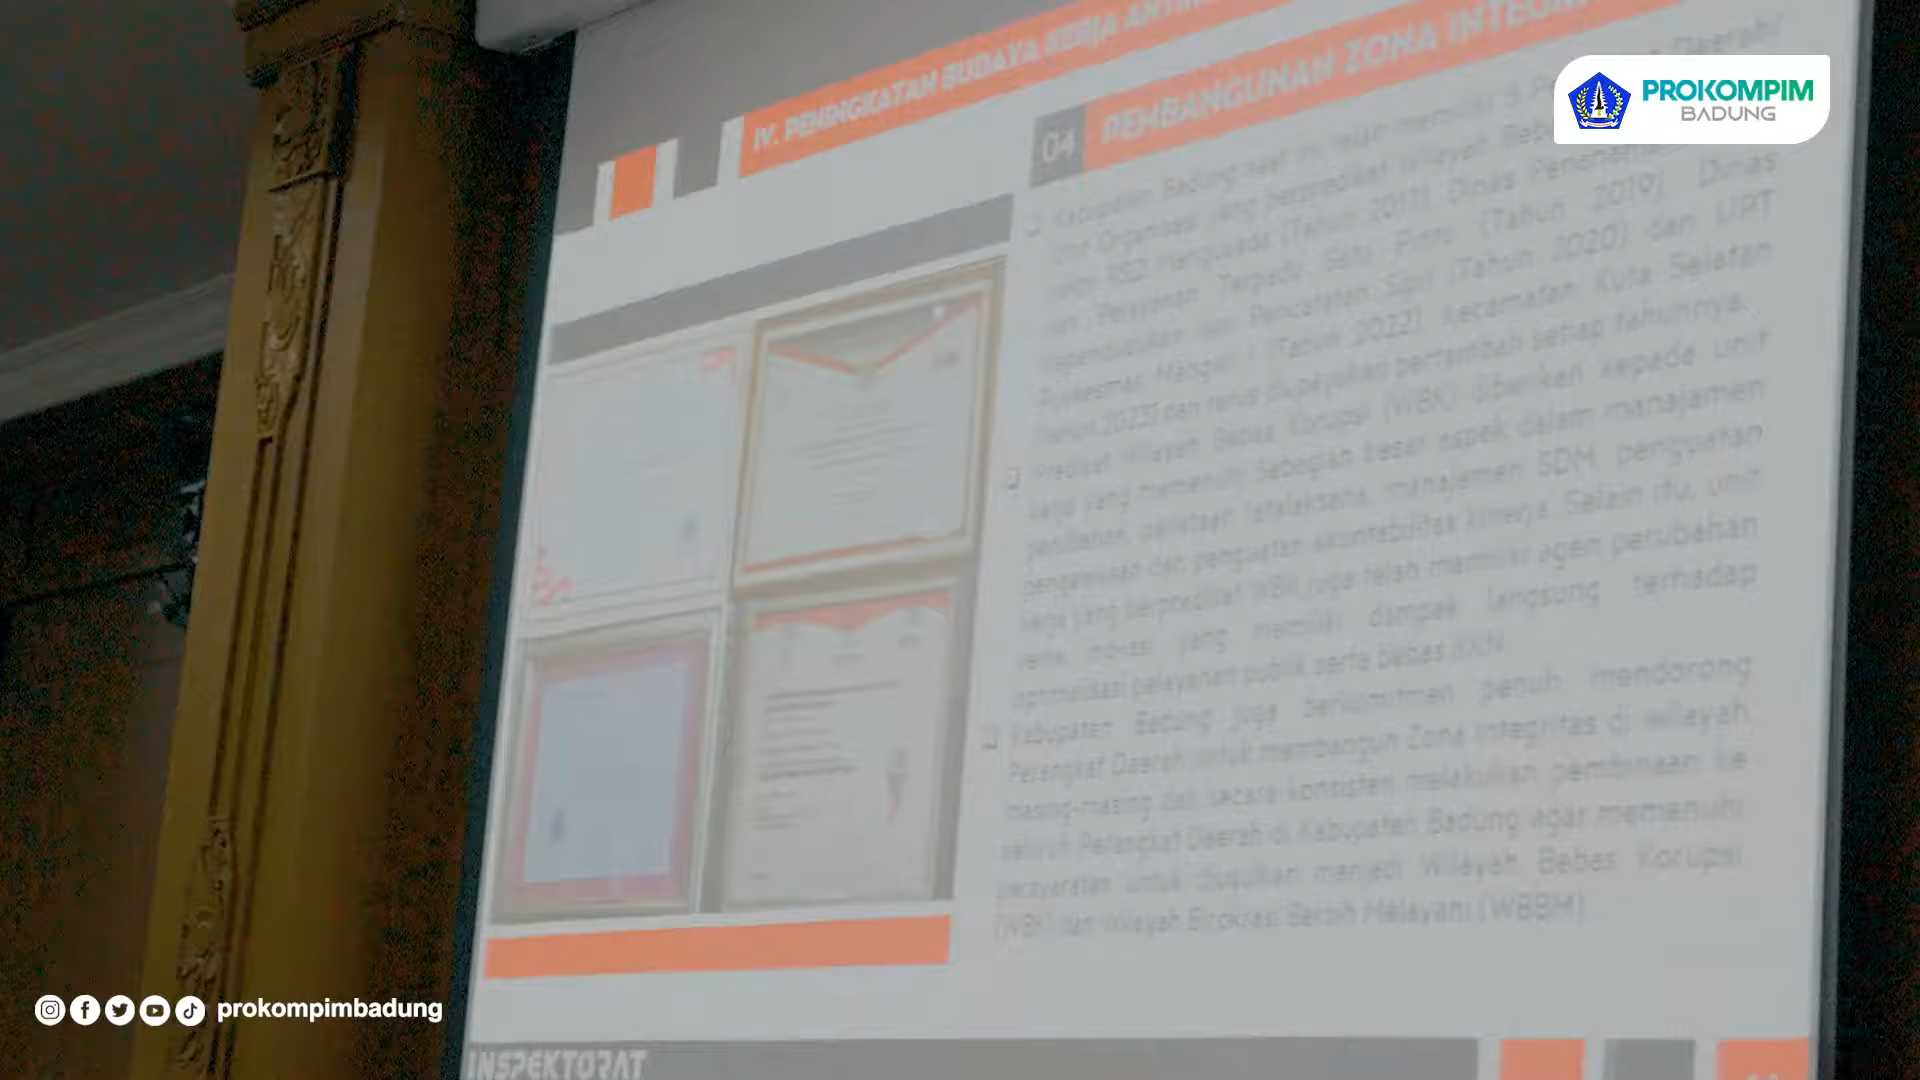 PROKOMPIM
BADUNG
IV. PENINGKATAN BUDAYA KERJA
04 PEMBANGUNAN ZONA
Kabupaten Badung saat ini telah memiliki 5
Unit Organisasi yang berpredikat Wilayah
RSD Mangusada (Tahun 2017), Dinas
dan Pelayanan Terpadu Satu Pintu (Tahun 2019), Dinas
Kependudukan dan Pencatatan Sipil (Tahun 2020) dan UPT
Puskesmas Mengwi I (Tahun 2022), Kecamatan Kuta Selatan
(Tahun 2023) dan terus diupayakan bertambah setiap tahunnya.
Predikat Wilayah Bebas Korupsi (WBK) diberikan kepada unit
kerja yang memenuhi sebagian besar aspek dalam manajemen
perubahan, penataan tatalaksana, manajemen SDM, penguatan
pengawasan dan penguatan akuntabilitas kinerja. Selain itu, unit
kerja yang berpredikat WBK juga telah memiliki agen perubahan
serta inovasi yang memiliki dampak langsung terhadap
optimalisasi pelayanan publik serta bebas KKN
Kabupaten Badung juga berkomitmen penuh mendorong
Perangkat Daerah untuk membangun Zona Integritas di wilayah
masing-masing dan secara konsisten melakukan pembinaan ke
seluruh Perangkat Daerah di Kabupaten Badung agar memenuhi
persyaratan untuk diusulkan menjadi Wilayah Bebas Korupsi
(WBK) dan Wilayah Birokrasi Bersih Melayani (WBBM)
prokompimbadung
INSPEKTORAT